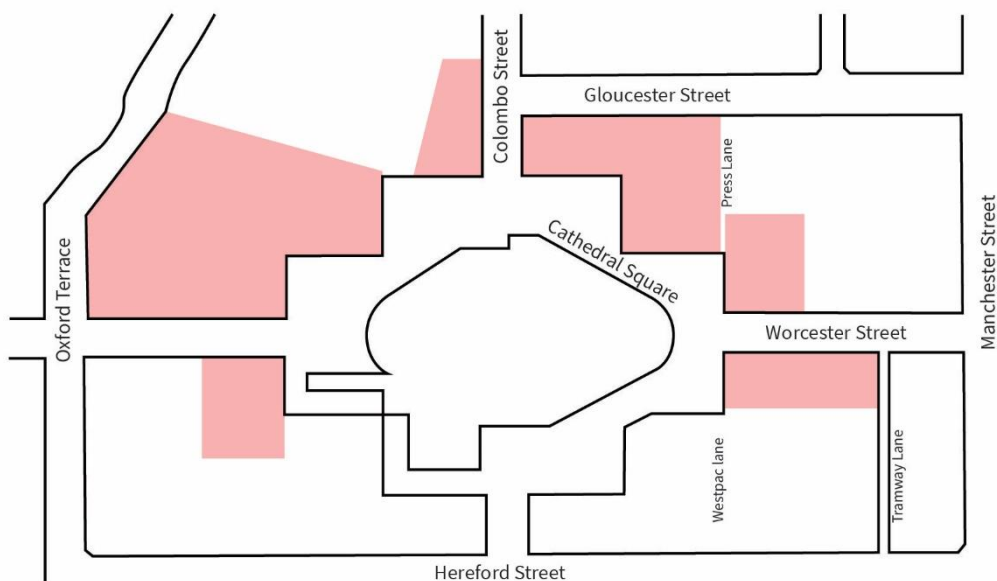 Colombo Street
Gloucester Street
Press Lane
Manchester Street
Cathedral Square
Oxford Terrace
Worcester Street
Westpac lane
Tramway Lane
Hereford Street